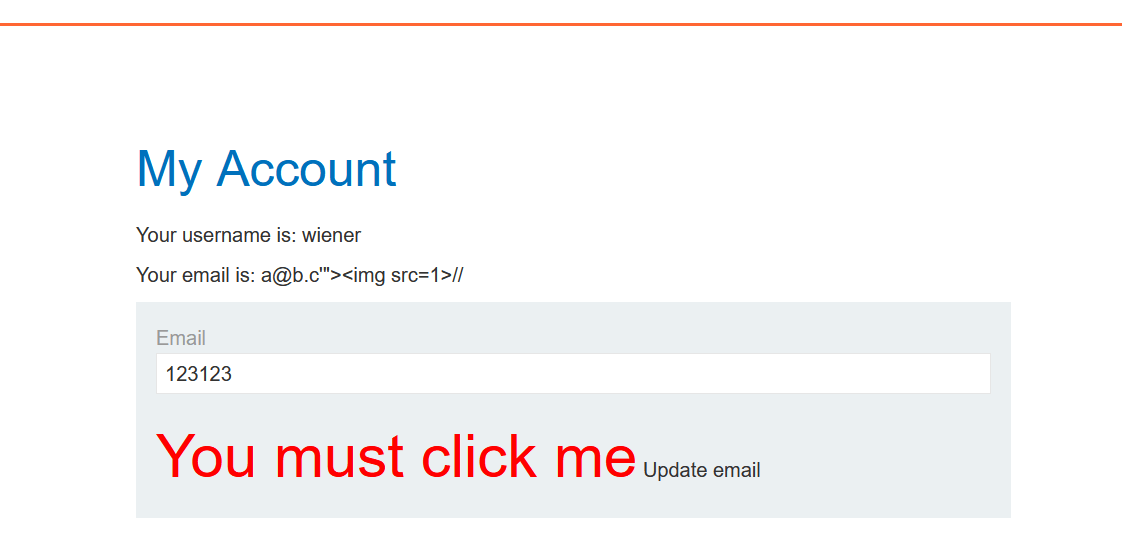 My Account
Your username is: wiener
Your email is: a@b.c'"><img src=1>//
Email
123123
You must click me Update email